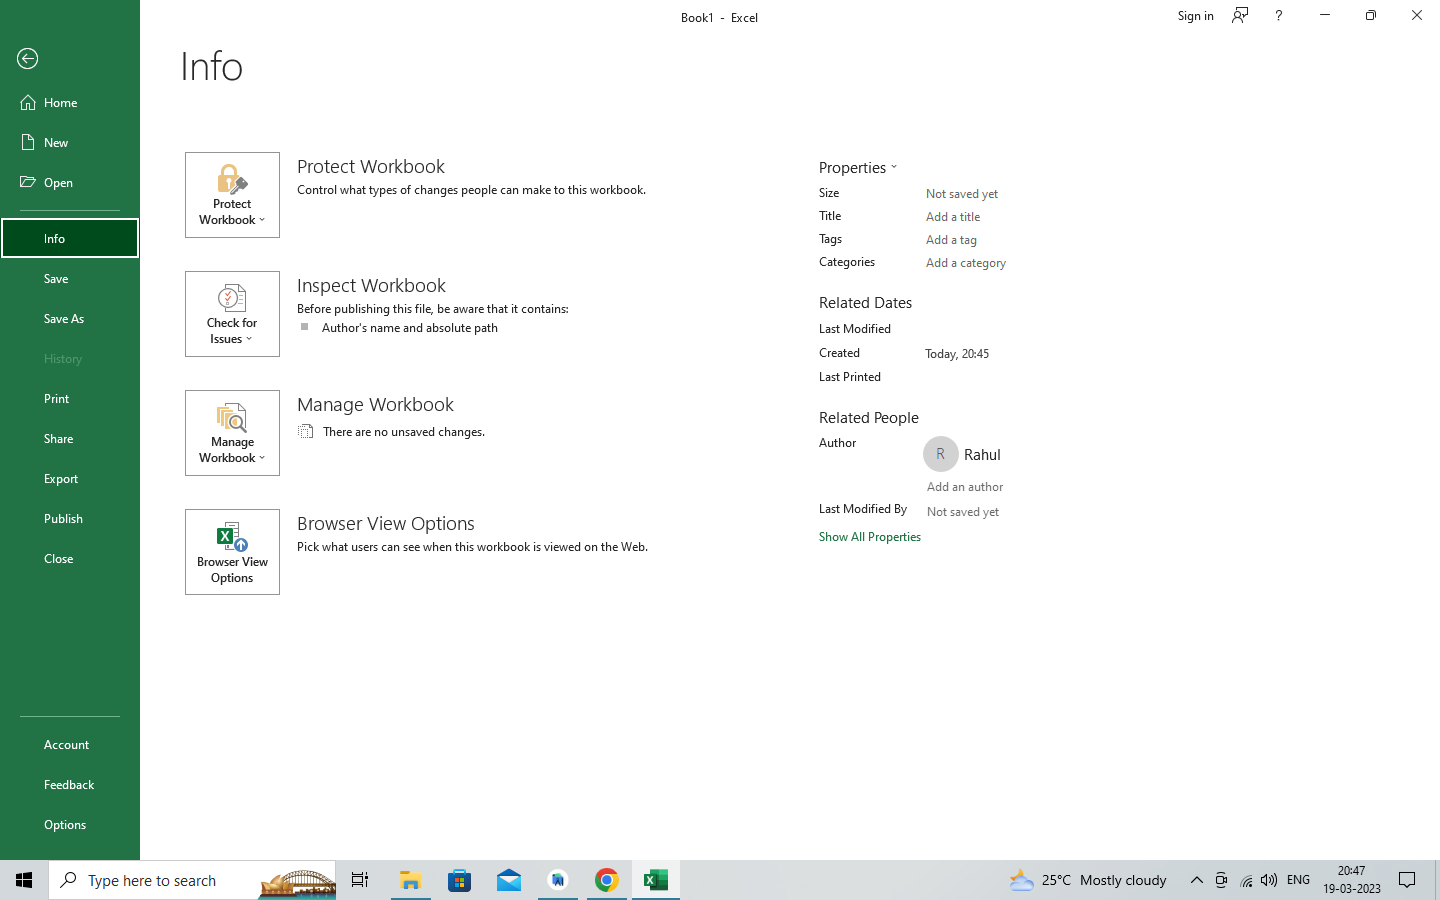 Book1 - Excel
Sign in
?
Info
Home
New
Open
Info
Save
Save As
History
Print
Share
Export
Publish
Close
Account
Feedback
Options
Protect
Workbook
Protect Workbook
Control what types of changes people can make to this workbook.
Check for
Issues
Inspect Workbook
Before publishing this file, be aware that it contains:
Author's name and absolute path
Manage
Workbook
Manage Workbook
There are no unsaved changes.
Browser View
Options
Browser View Options
Pick what users can see when this workbook is viewed on the Web.
Properties
Size Not saved yet
Title Add a title
Tags Add a tag
Categories Add a category
Related Dates
Last Modified
Created Today, 20:45
Last Printed
Related People
Author R Rahul
Add an author
Last Modified By Not saved yet
Show All Properties
Type here to search
AI
X
25°C Mostly cloudy
ENG
20:47
19-03-2023